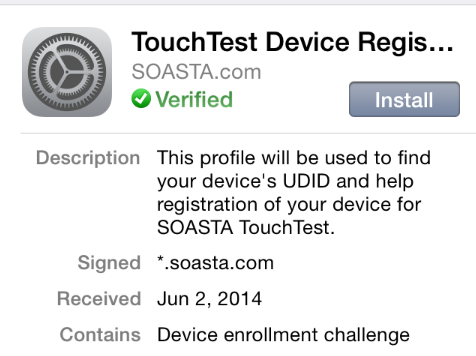 TouchTest Device Regis...
SOASTA.com
Verified
Install
Description This profile will be used to find
your device's UDID and help
registration of your device for
SOASTA TouchTest.
Signed *.soasta.com
Received Jun 2, 2014
Contains Device enrollment challenge